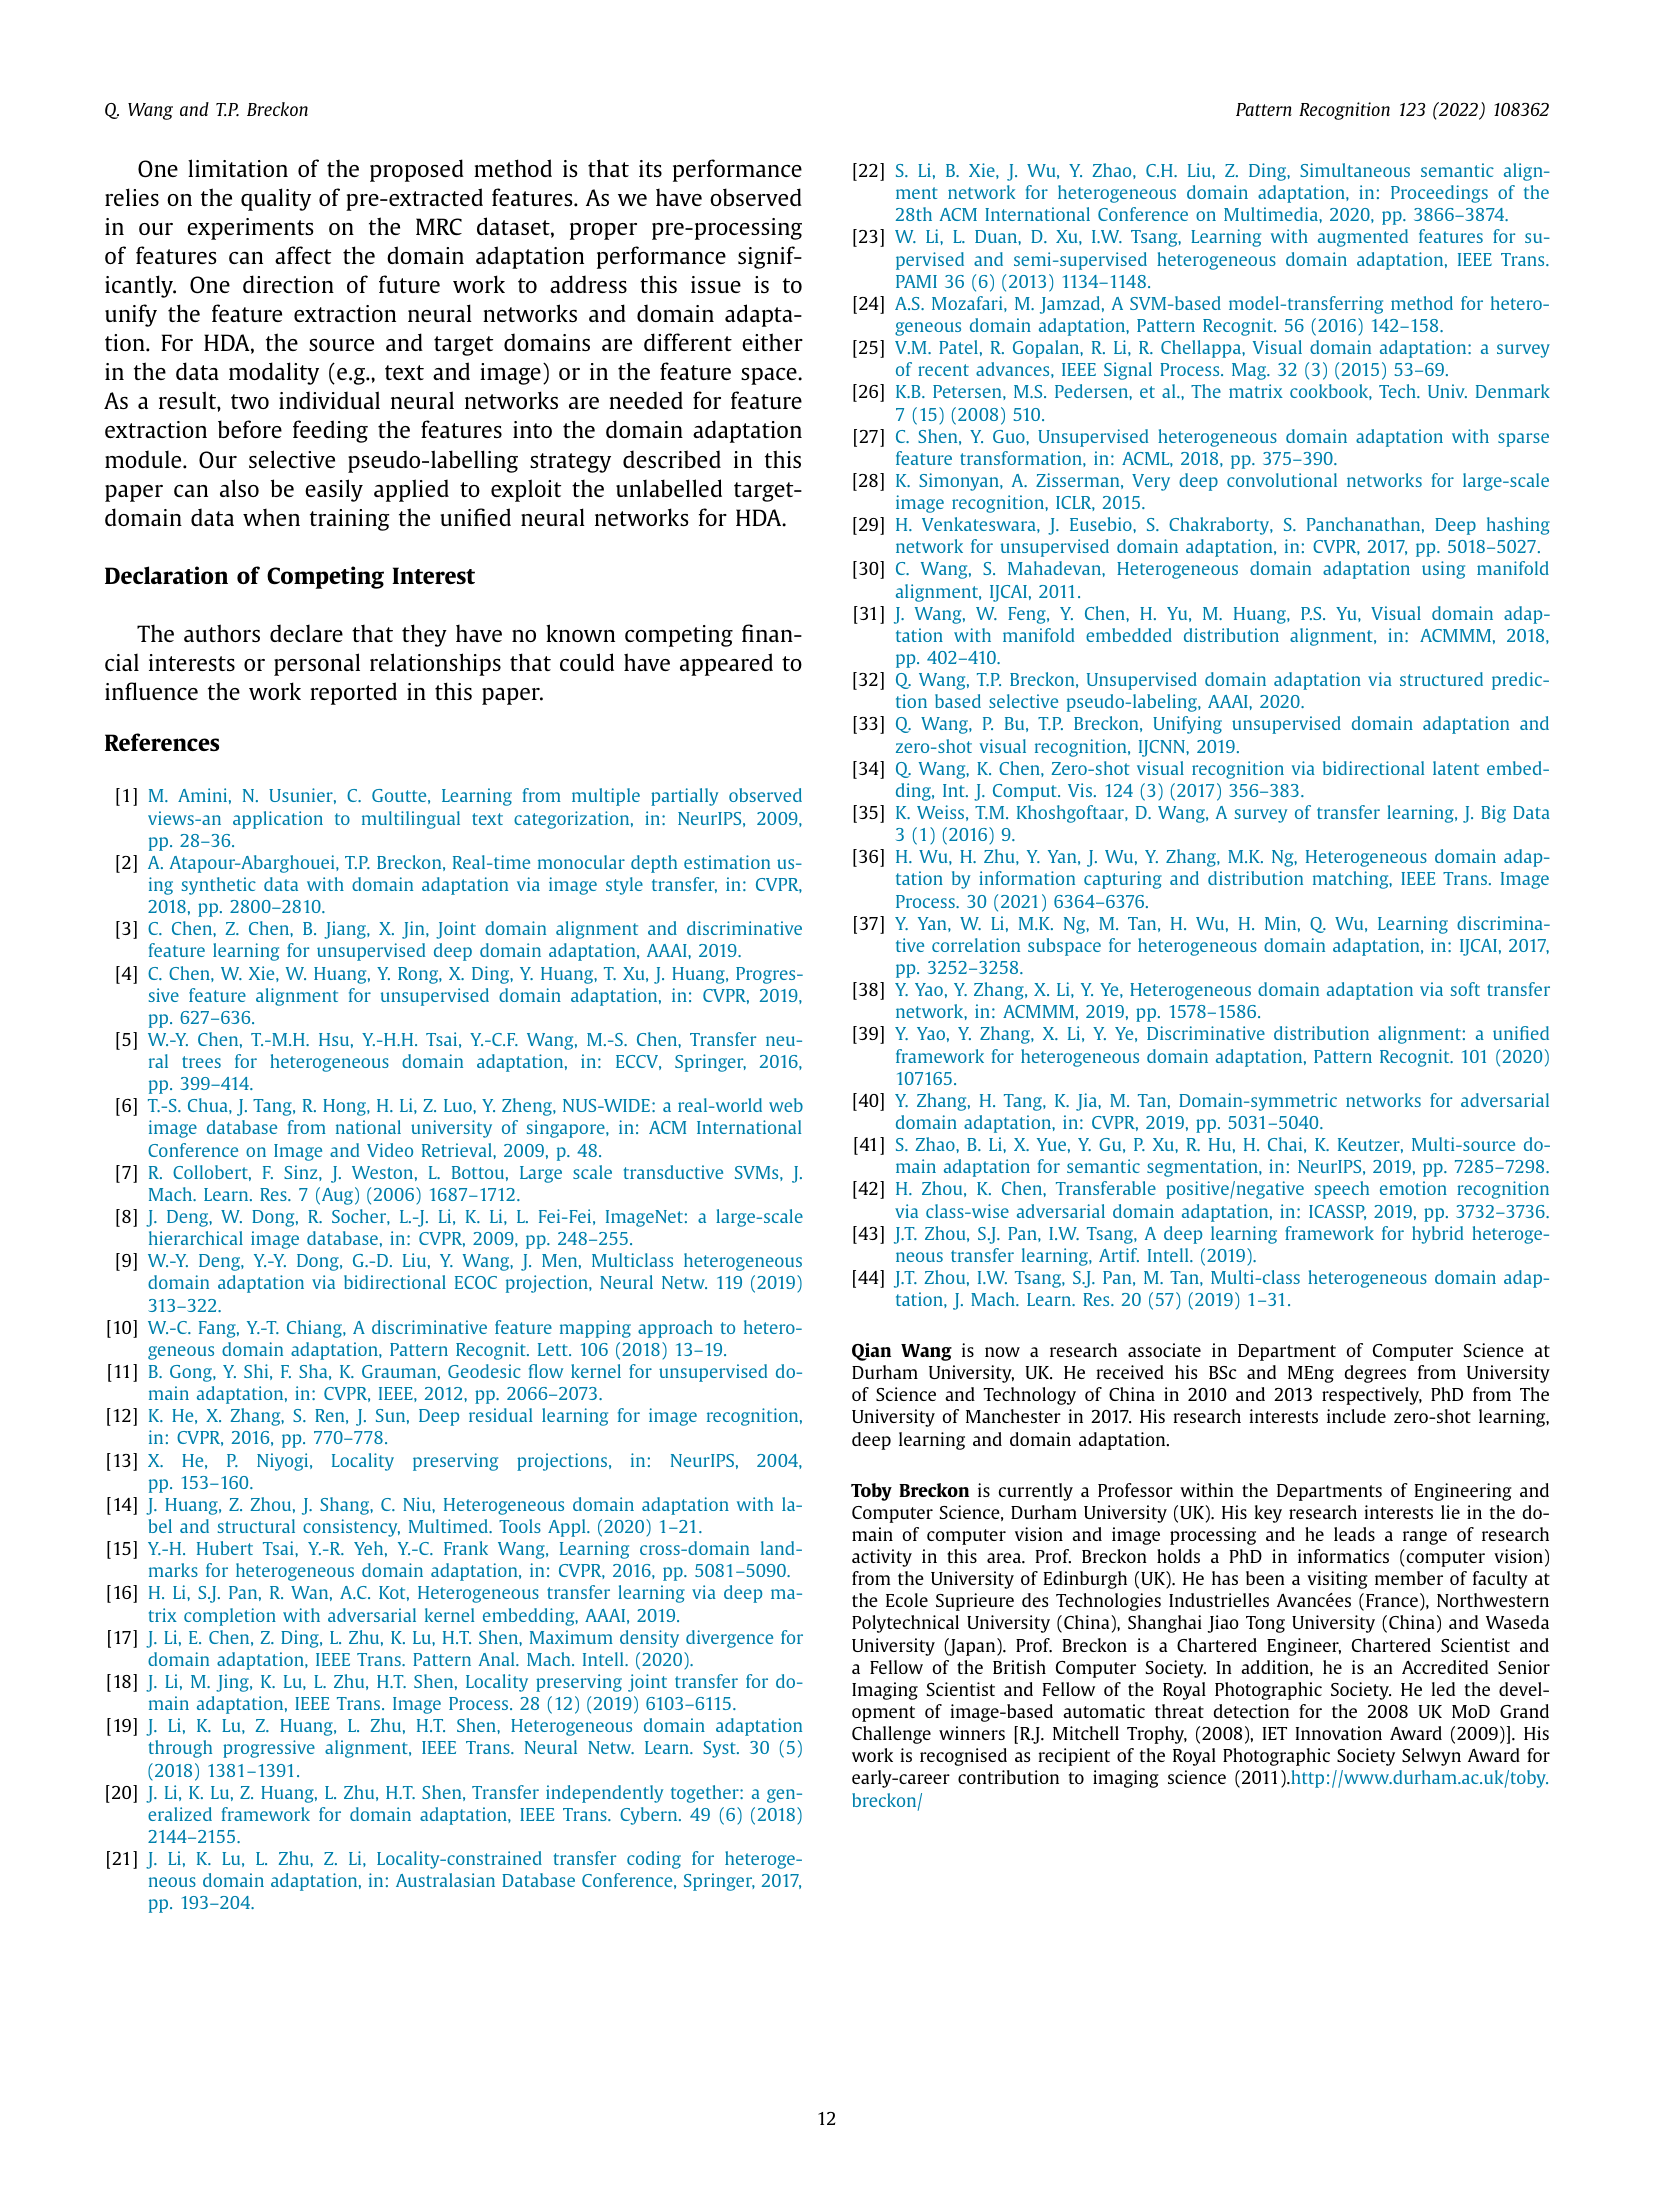 Q. Wang and T.P. Breckon
Pattern Recognition 123 (2022) 108362
One limitation of the proposed method is that its performance
relies on the quality of pre-extracted features. As we have observed
in our experiments on the MRC dataset, proper pre-processing
of features can affect the domain adaptation performance signif-
icantly. One direction of future work to address this issue is to
unify the feature extraction neural networks and domain adapta-
tion. For HDA, the source and target domains are different either
in the data modality (e.g., text and image) or in the feature space.
As a result, two individual neural networks are needed for feature
extraction before feeding the features into the domain adaptation
module. Our selective pseudo-labelling strategy described in this
paper can also be easily applied to exploit the unlabelled target-
domain data when training the unified neural networks for HDA.
Declaration of Competing Interest
The authors declare that they have no known competing finan-
cial interests or personal relationships that could have appeared to
influence the work reported in this paper.
References
[1] M. Amini, N. Usunier, C. Goutte, Learning from multiple partially observed
views-an application to multilingual text categorization, in: NeurIPS, 2009,
pp. 28–36.
[2] A. Atapour-Abarghouei, T.P. Breckon, Real-time monocular depth estimation us-
ing synthetic data with domain adaptation via image style transfer, in: CVPR,
2018, pp. 2800–2810.
[3] C. Chen, Z. Chen, B. Jiang, X. Jin, Joint domain alignment and discriminative
feature learning for unsupervised deep domain adaptation, AAAI, 2019.
[4] C. Chen, W. Xie, W. Huang, Y. Rong, X. Ding, Y. Huang, T. Xu, J. Huang, Progres-
sive feature alignment for unsupervised domain adaptation, in: CVPR, 2019,
pp. 627–636.
[5] W.-Y. Chen, T.-M.H. Hsu, Y.-H.H. Tsai, Y.-C.F. Wang, M.-S. Chen, Transfer neu-
ral trees for heterogeneous domain adaptation, in: ECCV, Springer, 2016,
pp. 399–414.
[6] T.-S. Chua, J. Tang, R. Hong, H. Li, Z. Luo, Y. Zheng, NUS-WIDE: a real-world web
image database from national university of singapore, in: ACM International
Conference on Image and Video Retrieval, 2009, p. 48.
[7] R. Collobert, F. Sinz, J. Weston, L. Bottou, Large scale transductive SVMs, J.
Mach. Learn. Res. 7 (Aug) (2006) 1687–1712.
[8] J. Deng, W. Dong, R. Socher, L.-J. Li, K. Li, L. Fei-Fei, ImageNet: a large-scale
hierarchical image database, in: CVPR, 2009, pp. 248–255.
[9] W.-Y. Deng, Y.-Y. Dong, G.-D. Liu, Y. Wang, J. Men, Multiclass heterogeneous
domain adaptation via bidirectional ECOC projection, Neural Netw. 119 (2019)
313–322.
[10] W.-C. Fang, Y.-T. Chiang, A discriminative feature mapping approach to hetero-
geneous domain adaptation, Pattern Recognit. Lett. 106 (2018) 13–19.
[11] B. Gong, Y. Shi, F. Sha, K. Grauman, Geodesic flow kernel for unsupervised do-
main adaptation, in: CVPR, IEEE, 2012, pp. 2066–2073.
[12] K. He, X. Zhang, S. Ren, J. Sun, Deep residual learning for image recognition,
in: CVPR, 2016, pp. 770–778.
[13] X. He, P. Niyogi, Locality preserving projections, in: NeurIPS, 2004,
pp. 153–160.
[14] J. Huang, Z. Zhou, J. Shang, C. Niu, Heterogeneous domain adaptation with la-
bel and structural consistency, Multimed. Tools Appl. (2020) 1–21.
[15] Y.-H. Hubert Tsai, Y.-R. Yeh, Y.-C. Frank Wang, Learning cross-domain land-
marks for heterogeneous domain adaptation, in: CVPR, 2016, pp. 5081–5090.
[16] H. Li, S.J. Pan, R. Wan, A.C. Kot, Heterogeneous transfer learning via deep ma-
trix completion with adversarial kernel embedding, AAAI, 2019.
[17] J. Li, E. Chen, Z. Ding, L. Zhu, K. Lu, H.T. Shen, Maximum density divergence for
domain adaptation, IEEE Trans. Pattern Anal. Mach. Intell. (2020).
[18] J. Li, M. Jing, K. Lu, L. Zhu, H.T. Shen, Locality preserving joint transfer for do-
main adaptation, IEEE Trans. Image Process. 28 (12) (2019) 6103–6115.
[19] J. Li, K. Lu, Z. Huang, L. Zhu, H.T. Shen, Heterogeneous domain adaptation
through progressive alignment, IEEE Trans. Neural Netw. Learn. Syst. 30 (5)
(2018) 1381–1391.
[20] J. Li, K. Lu, Z. Huang, L. Zhu, H.T. Shen, Transfer independently together: a gen-
eralized framework for domain adaptation, IEEE Trans. Cybern. 49 (6) (2018)
2144–2155.
[21] J. Li, K. Lu, L. Zhu, Z. Li, Locality-constrained transfer coding for heteroge-
neous domain adaptation, in: Australasian Database Conference, Springer, 2017,
pp. 193–204.
[22] S. Li, B. Xie, J. Wu, Y. Zhao, C.H. Liu, Z. Ding, Simultaneous semantic align-
ment network for heterogeneous domain adaptation, in: Proceedings of the
28th ACM International Conference on Multimedia, 2020, pp. 3866–3874.
[23] W. Li, L. Duan, D. Xu, I.W. Tsang, Learning with augmented features for su-
pervised and semi-supervised heterogeneous domain adaptation, IEEE Trans.
PAMI 36 (6) (2013) 1134–1148.
[24] A.S. Mozafari, M. Jamzad, A SVM-based model-transferring method for hetero-
geneous domain adaptation, Pattern Recognit. 56 (2016) 142–158.
[25] V.M. Patel, R. Gopalan, R. Li, R. Chellappa, Visual domain adaptation: a survey
of recent advances, IEEE Signal Process. Mag. 32 (3) (2015) 53–69.
[26] K.B. Petersen, M.S. Pedersen, et al., The matrix cookbook, Tech. Univ. Denmark
7 (15) (2008) 510.
[27] C. Shen, Y. Guo, Unsupervised heterogeneous domain adaptation with sparse
feature transformation, in: ACML, 2018, pp. 375–390.
[28] K. Simonyan, A. Zisserman, Very deep convolutional networks for large-scale
image recognition, ICLR, 2015.
[29] H. Venkateswara, J. Eusebio, S. Chakraborty, S. Panchanathan, Deep hashing
network for unsupervised domain adaptation, in: CVPR, 2017, pp. 5018–5027.
[30] C. Wang, S. Mahadevan, Heterogeneous domain adaptation using manifold
alignment, IJCAI, 2011.
[31] J. Wang, W. Feng, Y. Chen, H. Yu, M. Huang, P.S. Yu, Visual domain adap-
tation with manifold embedded distribution alignment, in: ACMMM, 2018,
pp. 402–410.
[32] Q. Wang, T.P. Breckon, Unsupervised domain adaptation via structured predic-
tion based selective pseudo-labeling, AAAI, 2020.
[33] Q. Wang, P. Bu, T.P. Breckon, Unifying unsupervised domain adaptation and
zero-shot visual recognition, IJCNN, 2019.
[34] Q. Wang, K. Chen, Zero-shot visual recognition via bidirectional latent embed-
ding, Int. J. Comput. Vis. 124 (3) (2017) 356–383.
[35] K. Weiss, T.M. Khoshgoftaar, D. Wang, A survey of transfer learning, J. Big Data
3 (1) (2016) 9.
[36] H. Wu, H. Zhu, Y. Yan, J. Wu, Y. Zhang, M.K. Ng, Heterogeneous domain adap-
tation by information capturing and distribution matching, IEEE Trans. Image
Process. 30 (2021) 6364–6376.
[37] Y. Yan, W. Li, M.K. Ng, M. Tan, H. Wu, H. Min, Q. Wu, Learning discrimina-
tive correlation subspace for heterogeneous domain adaptation, in: IJCAI, 2017,
pp. 3252–3258.
[38] Y. Yao, Y. Zhang, X. Li, Y. Ye, Heterogeneous domain adaptation via soft transfer
network, in: ACMMM, 2019, pp. 1578–1586.
[39] Y. Yao, Y. Zhang, X. Li, Y. Ye, Discriminative distribution alignment: a unified
framework for heterogeneous domain adaptation, Pattern Recognit. 101 (2020)
107165.
[40] Y. Zhang, H. Tang, K. Jia, M. Tan, Domain-symmetric networks for adversarial
domain adaptation, in: CVPR, 2019, pp. 5031–5040.
[41] S. Zhao, B. Li, X. Yue, Y. Gu, P. Xu, R. Hu, H. Chai, K. Keutzer, Multi-source do-
main adaptation for semantic segmentation, in: NeurIPS, 2019, pp. 7285–7298.
[42] H. Zhou, K. Chen, Transferable positive/negative speech emotion recognition
via class-wise adversarial domain adaptation, in: ICASSP, 2019, pp. 3732–3736.
[43] J.T. Zhou, S.J. Pan, I.W. Tsang, A deep learning framework for hybrid heteroge-
neous transfer learning, Artif. Intell. (2019).
[44] J.T. Zhou, I.W. Tsang, S.J. Pan, M. Tan, Multi-class heterogeneous domain adap-
tation, J. Mach. Learn. Res. 20 (57) (2019) 1–31.
Qian Wang is now a research associate in Department of Computer Science at
Durham University, UK. He received his BSc and MEng degrees from University
of Science and Technology of China in 2010 and 2013 respectively, PhD from The
University of Manchester in 2017. His research interests include zero-shot learning,
deep learning and domain adaptation.
Toby Breckon is currently a Professor within the Departments of Engineering and
Computer Science, Durham University (UK). His key research interests lie in the do-
main of computer vision and image processing and he leads a range of research
activity in this area. Prof. Breckon holds a PhD in informatics (computer vision)
from the University of Edinburgh (UK). He has been a visiting member of faculty at
the Ecole Suprieure des Technologies Industrielles Avancées (France), Northwestern
Polytechnical University (China), Shanghai Jiao Tong University (China) and Waseda
University (Japan). Prof. Breckon is a Chartered Engineer, Chartered Scientist and
a Fellow of the British Computer Society. In addition, he is an Accredited Senior
Imaging Scientist and Fellow of the Royal Photographic Society. He led the devel-
opment of image-based automatic threat detection for the 2008 UK MoD Grand
Challenge winners [R.J. Mitchell Trophy, (2008), IET Innovation Award (2009)]. His
work is recognised as recipient of the Royal Photographic Society Selwyn Award for
early-career contribution to imaging science (2011).http://www.durham.ac.uk/toby.
breckon/
12